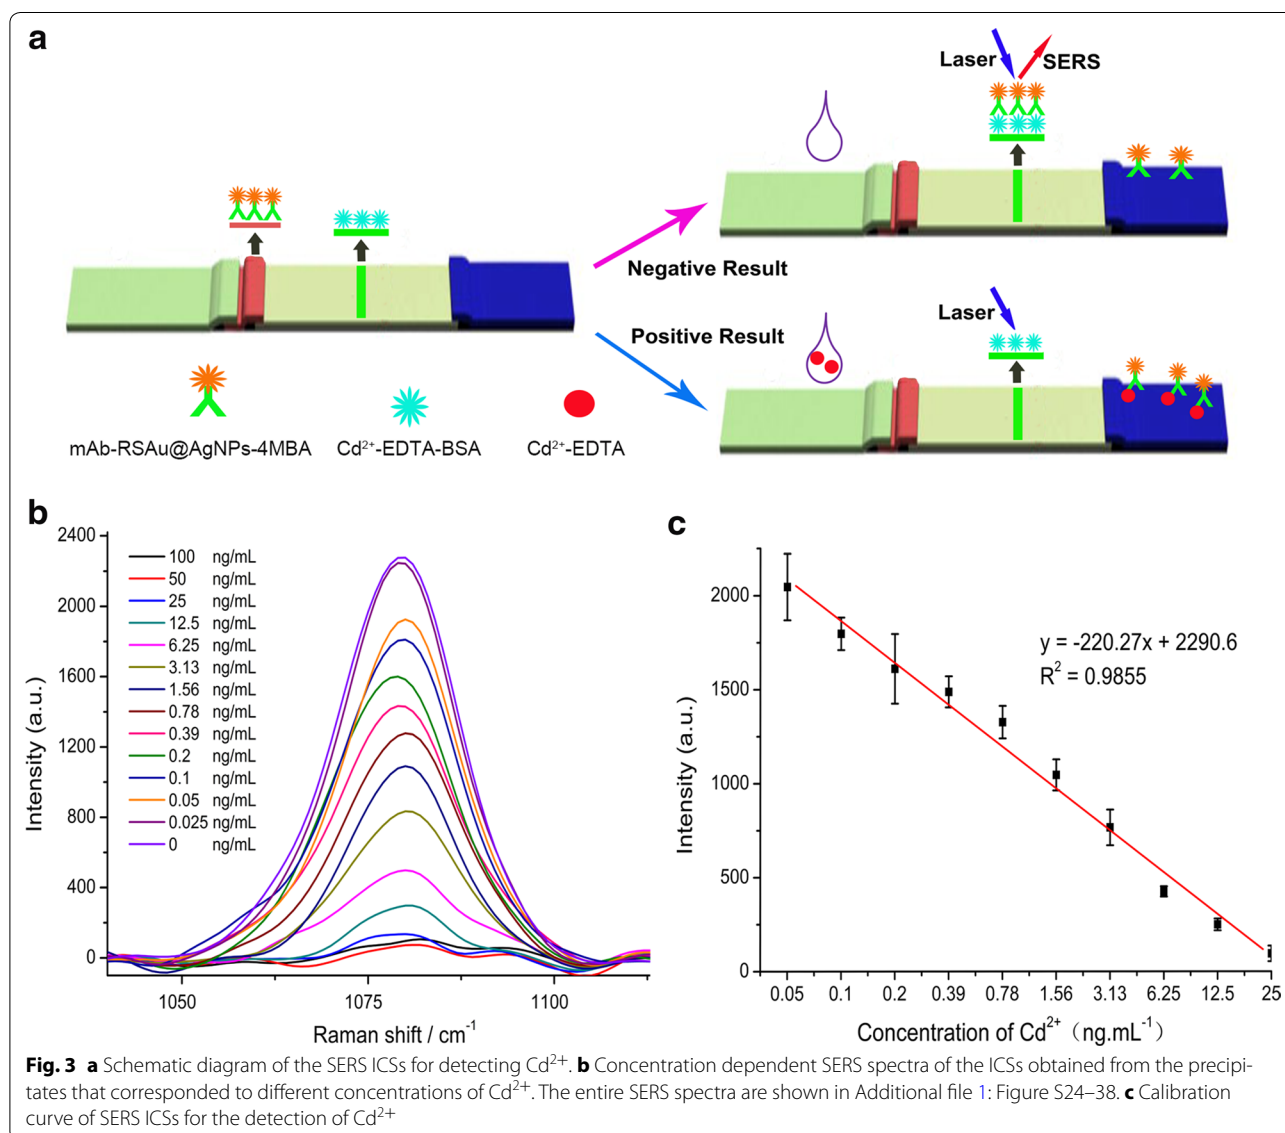 a
Laser
SERS
Negative Result
Positive Result
Laser
mAb-RSAu@AgNPs-4MBA
Cd²⁺-EDTA-BSA
Cd²⁺-EDTA
b
2400
2000
1600
1200
800
400
0
Intensity (a.u.)
100 ng/mL
50 ng/mL
25 ng/mL
12.5 ng/mL
6.25 ng/mL
3.13 ng/mL
1.56 ng/mL
0.78 ng/mL
0.39 ng/mL
0.2 ng/mL
0.1 ng/mL
0.05 ng/mL
0.025 ng/mL
0 ng/mL
1050 1075 1100
Raman shift / cm⁻¹
c
2000
1500
1000
500
0
Intensity (a.u.)
y = -220.27x + 2290.6
R² = 0.9855
0.05 0.1 0.2 0.39 0.78 1.56 3.13 6.25 12.5 25
Concentration of Cd²⁺（ng.mL⁻¹）
Fig. 3 a Schematic diagram of the SERS ICSs for detecting Cd²⁺. b Concentration dependent SERS spectra of the ICSs obtained from the precipi-
tates that corresponded to different concentrations of Cd²⁺. The entire SERS spectra are shown in Additional file 1: Figure S24–38. c Calibration
curve of SERS ICSs for the detection of Cd²⁺